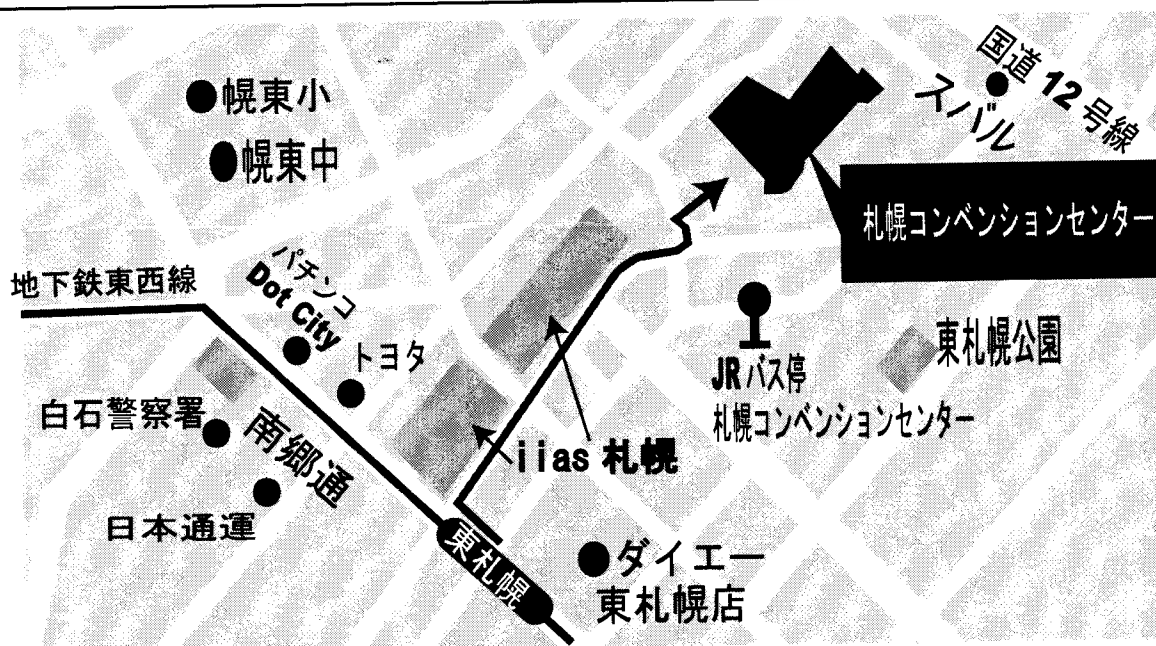 幌東小
幌東中
国道12号線
スバル
札幌コンベンションセンター
地下鉄東西線
パチンコ
Dot City
トヨタ
JRバス停
札幌コンベンションセンター
東札幌公園
白石警察署
南郷通
iias 札幌
日本通運
東札幌
ダイエー
東札幌店